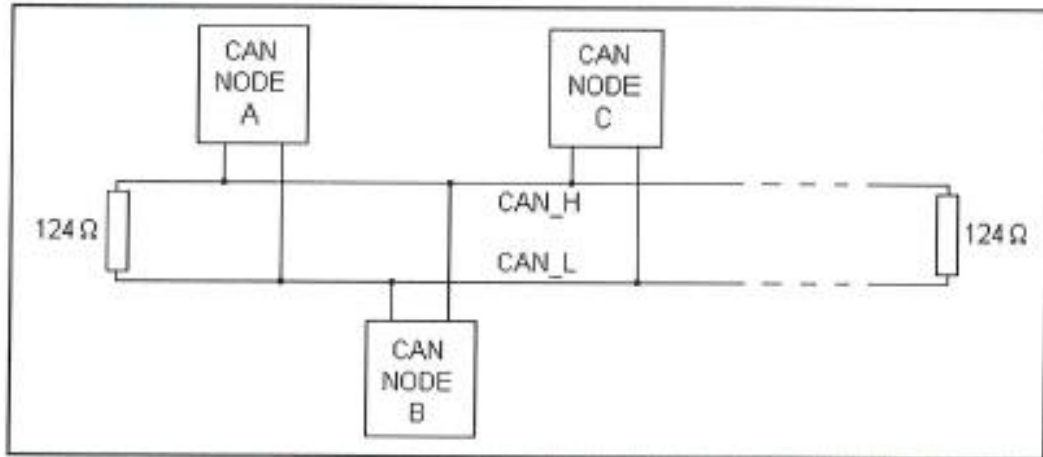 CAN
NODE
A
CAN
NODE
C
124 Ω
CAN_H
CAN_L
124 Ω
CAN
NODE
B